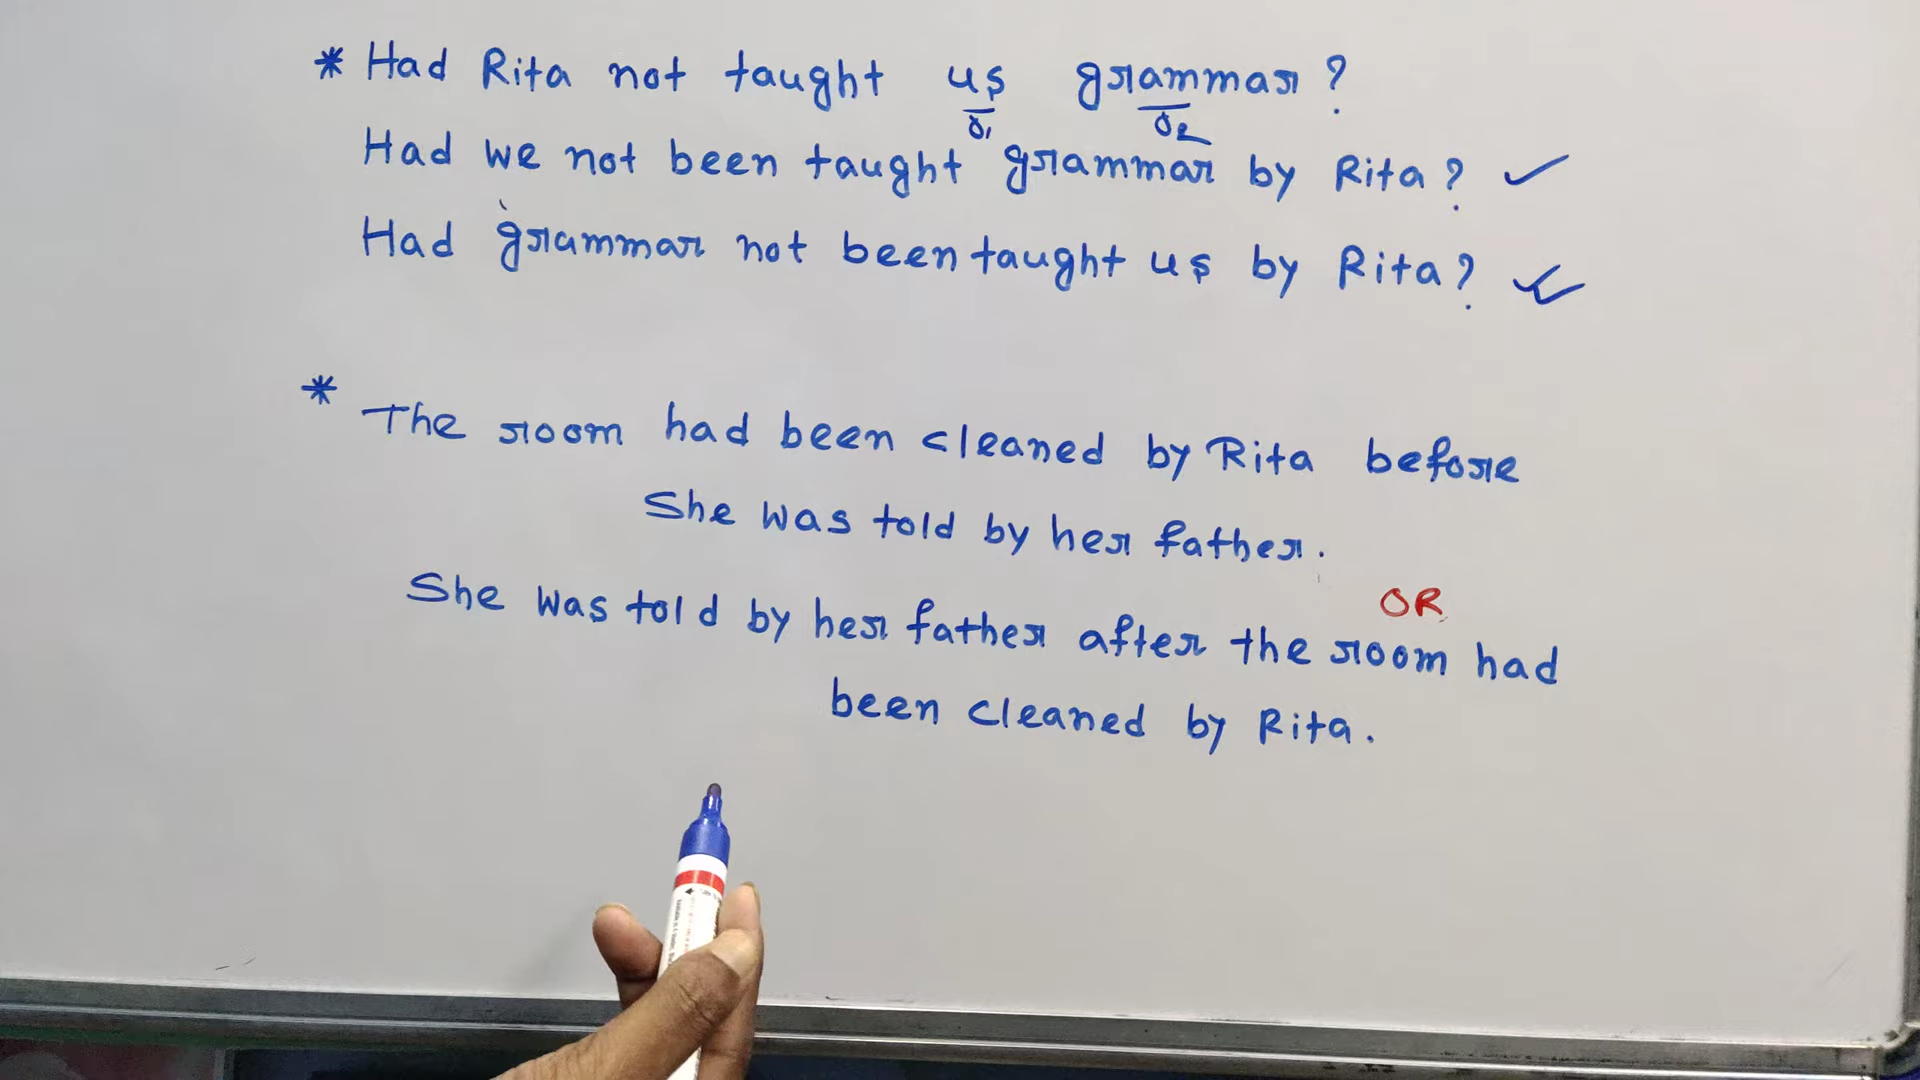 * Had Rita not taught us grammar?
O1 O2
Had we not been taught grammar by Rita? ✓
Had grammar not been taught us by Rita? ✓
* The room had been cleaned by Rita before
She was told by her father.
OR
She was told by her father after the room had
been cleaned by Rita.